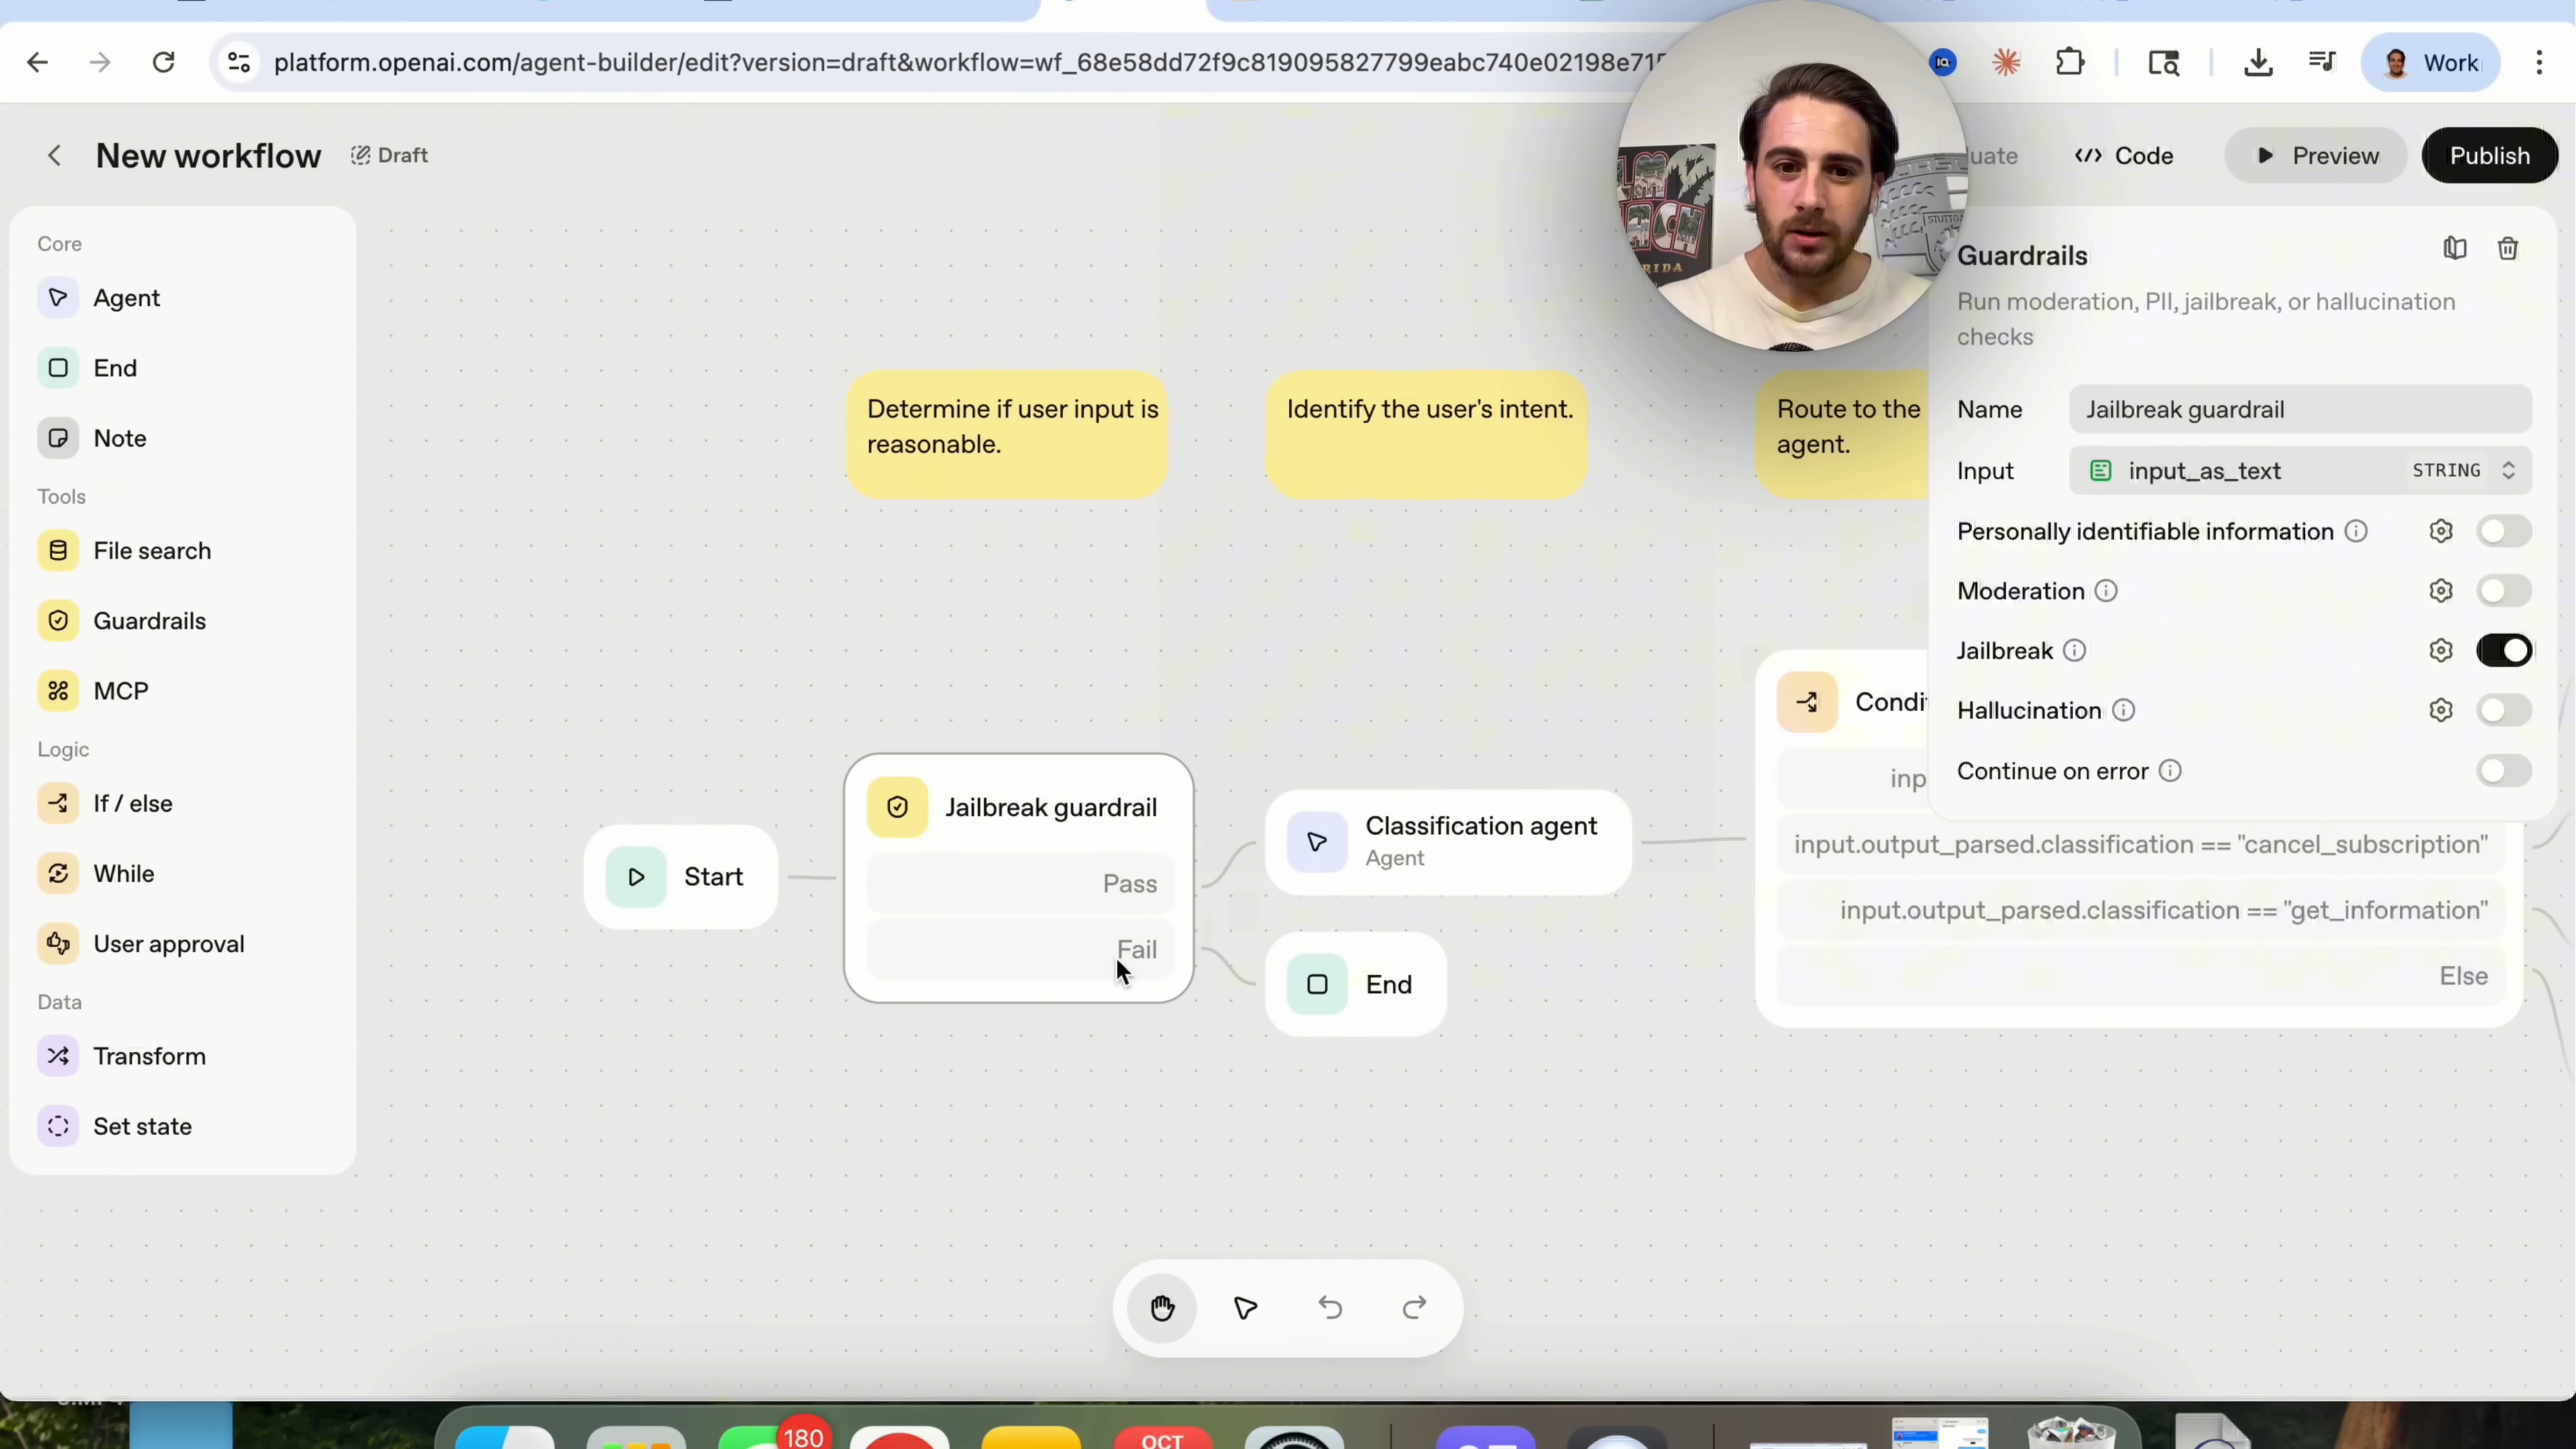 platform.openai.com/agent-builder/edit?version=draft&workflow=wf_68e58dd72f9c819095827799eabc740e02198e715
Work
New workflow
Draft
uate
Code
Preview
Publish
Core
Agent
End
Note
Tools
File search
Guardrails
MCP
Logic
If / else
While
User approval
Data
Transform
Set state
Determine if user input is
reasonable.
Identify the user's intent.
Route to the
agent.
Start
Jailbreak guardrail
Pass
Fail
Classification agent
Agent
End
Condi
inp
input.output_parsed.classification == "cancel_subscription"
input.output_parsed.classification == "get_information"
Else
Guardrails
Run moderation, PII, jailbreak, or hallucination
checks
Name
Jailbreak guardrail
Input
input_as_text
STRING
Personally identifiable information
Moderation
Jailbreak
Hallucination
Continue on error
RIDA
STUTTG
180
OCT